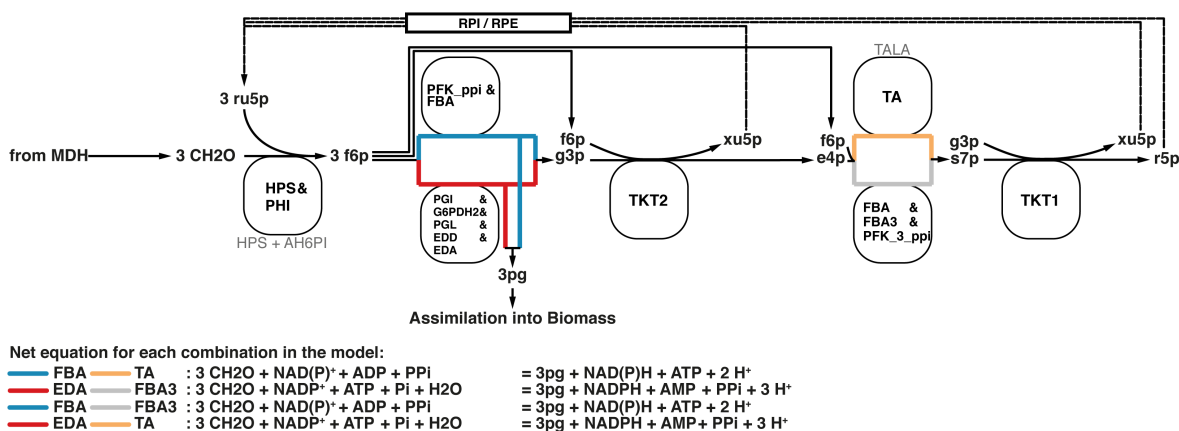 RPI / RPE
TALA
PFK_ppi &
FBA
TA
3 ru5p
f6p
xu5p
f6p
g3p
xu5p
from MDH
3 CH2O
3 f6p
g3p
e4p
s7p
r5p
HPS &
PHI
PGI &
G6PDH2&
PGL &
EDD &
EDA
TKT2
FBA &
FBA3 &
PFK_3_ppi
TKT1
HPS + AH6PI
3pg
Assimilation into Biomass
Net equation for each combination in the model:
FBA TA : 3 CH2O + NAD(P)⁺ + ADP + PPi = 3pg + NAD(P)H + ATP + 2 H⁺
EDA FBA3 : 3 CH2O + NADP⁺ + ATP + Pi + H2O = 3pg + NADPH + AMP + PPi + 3 H⁺
FBA FBA3 : 3 CH2O + NAD(P)⁺ + ADP + PPi = 3pg + NAD(P)H + ATP + 2 H⁺
EDA TA : 3 CH2O + NADP⁺ + ATP + Pi + H2O = 3pg + NADPH + AMP+ PPi + 3 H⁺